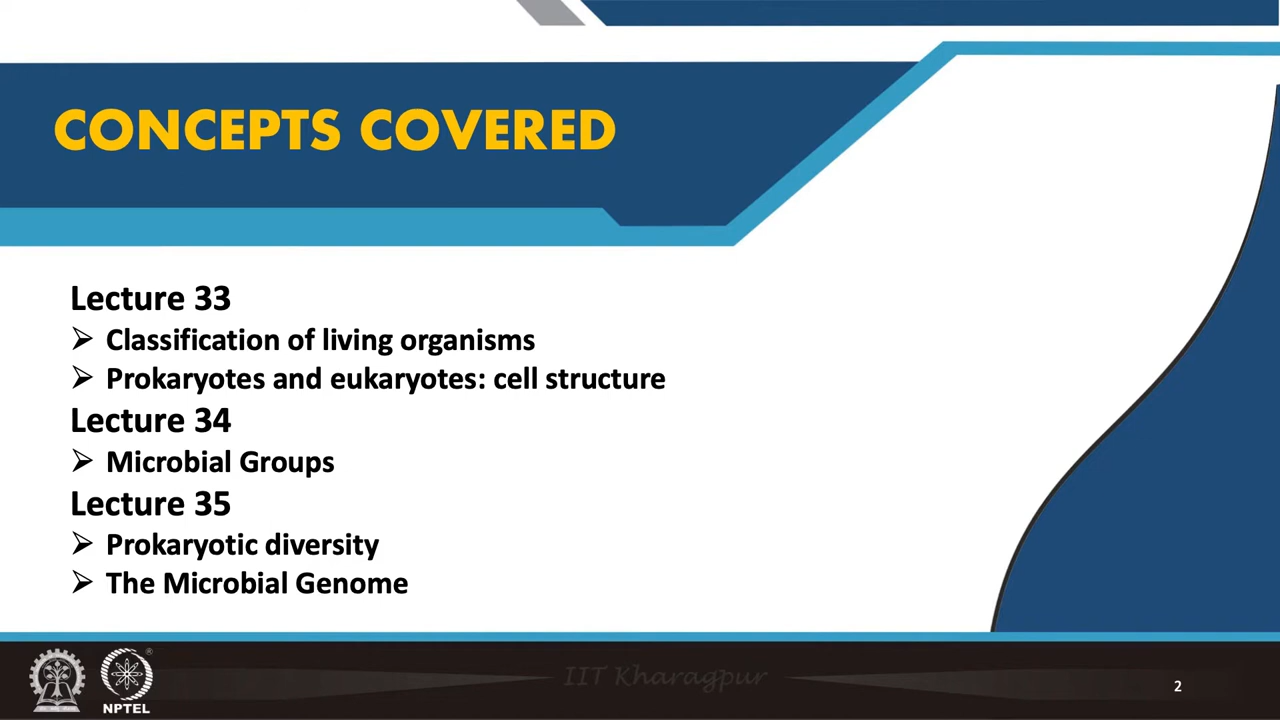 CONCEPTS COVERED
Lecture 33
➢ Classification of living organisms
➢ Prokaryotes and eukaryotes: cell structure
Lecture 34
➢ Microbial Groups
Lecture 35
➢ Prokaryotic diversity
➢ The Microbial Genome
®
NPTEL
IIT Kharagpur
2